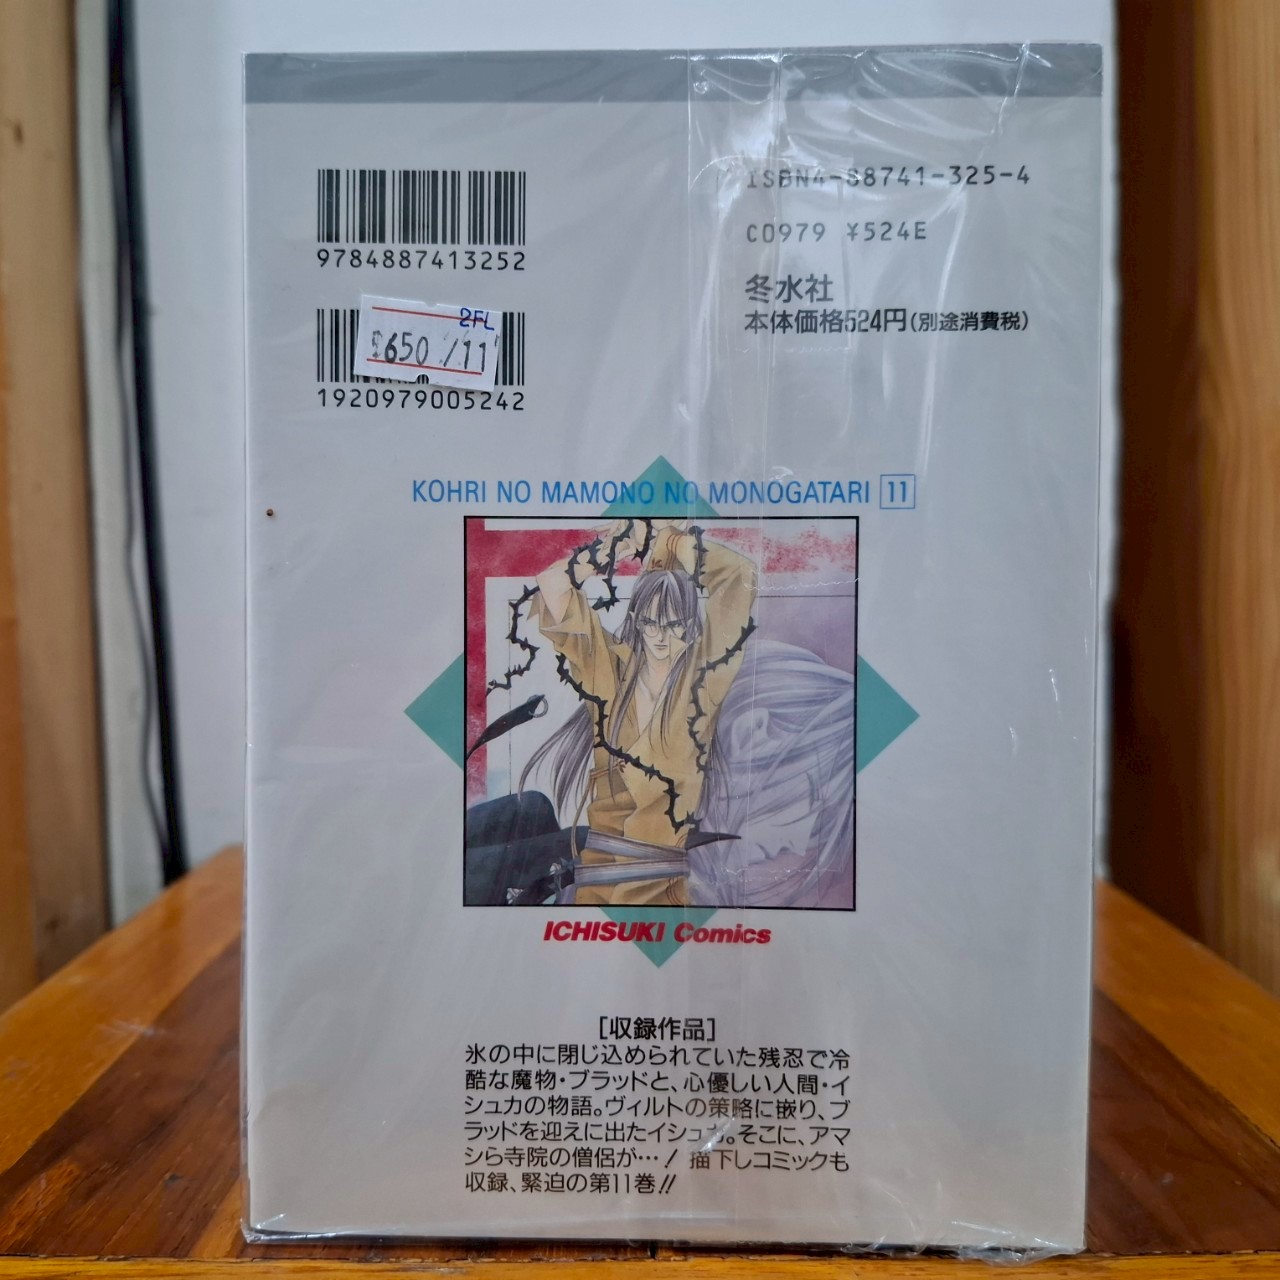 9784887413252
2FL
650 /11
1920979005242
ISBN4-88741-325-4
C0979 ¥524E
冬水社
本体価格524円(別途消費税)
KOHRI NO MAMONO NO MONOGATARI 11
ICHISUKI Comics
[収録作品]
氷の中に閉じ込められていた残忍で冷
酷な魔物・ブラッドと、心優しい人間・イ
シュカの物語。ヴィルトの策略に嵌り、ブ
ラッドを迎えに出たイシュカ。そこに、アマ
シら寺院の僧侶が…！描下しコミックも
収録、緊迫の第11巻!!